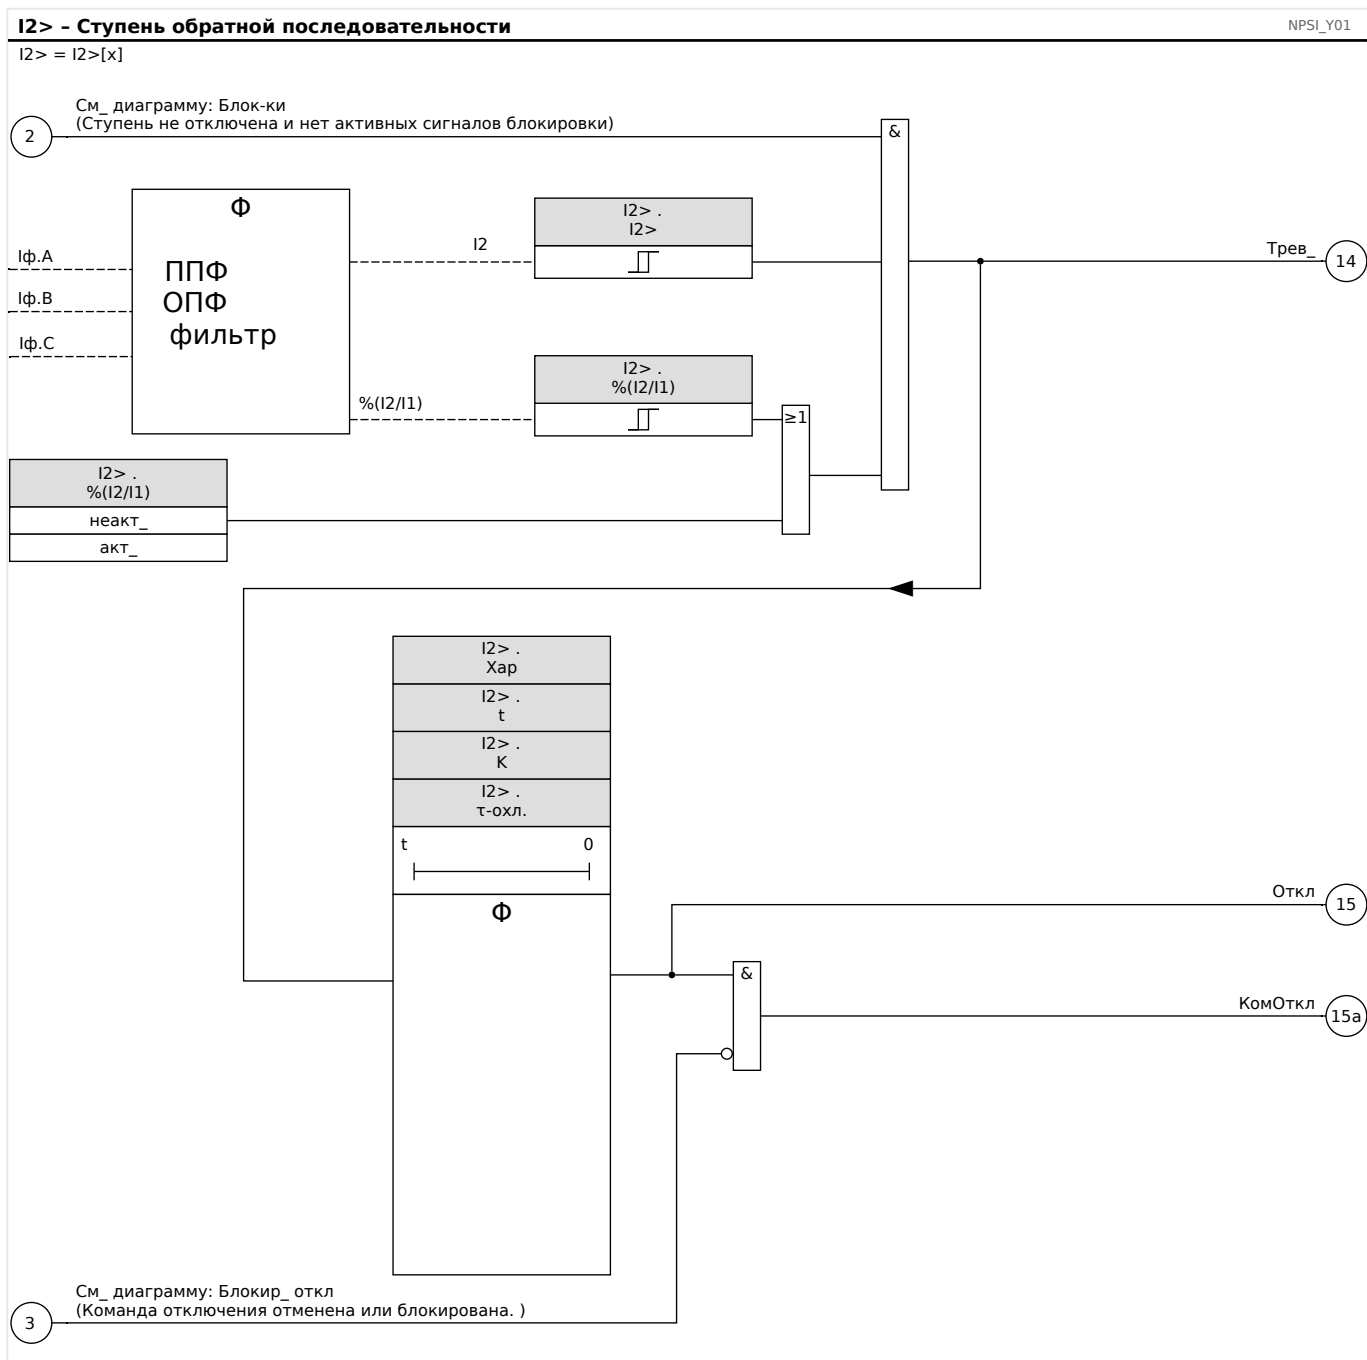 I2> – Ступень обратной последовательности
NPSI_Y01
I2> = I2>[x]
См_ диаграмму: Блок-ки
(Ступень не отключена и нет активных сигналов блокировки)
2
&
Φ
ППФ
ОПФ
фильтр
Iф.A
Iф.B
Iф.C
I2
I2> .
I2>
Трев_
14
%(I2/I1)
I2> .
%(I2/I1)
≥1
I2> .
%(I2/I1)
неакт_
акт_
I2> .
Хар
I2> .
t
I2> .
K
I2> .
τ-охл.
t
0
Φ
Откл
15
&
КомОткл
15a
См_ диаграмму: Блокир_ откл
(Команда отключения отменена или блокирована. )
3